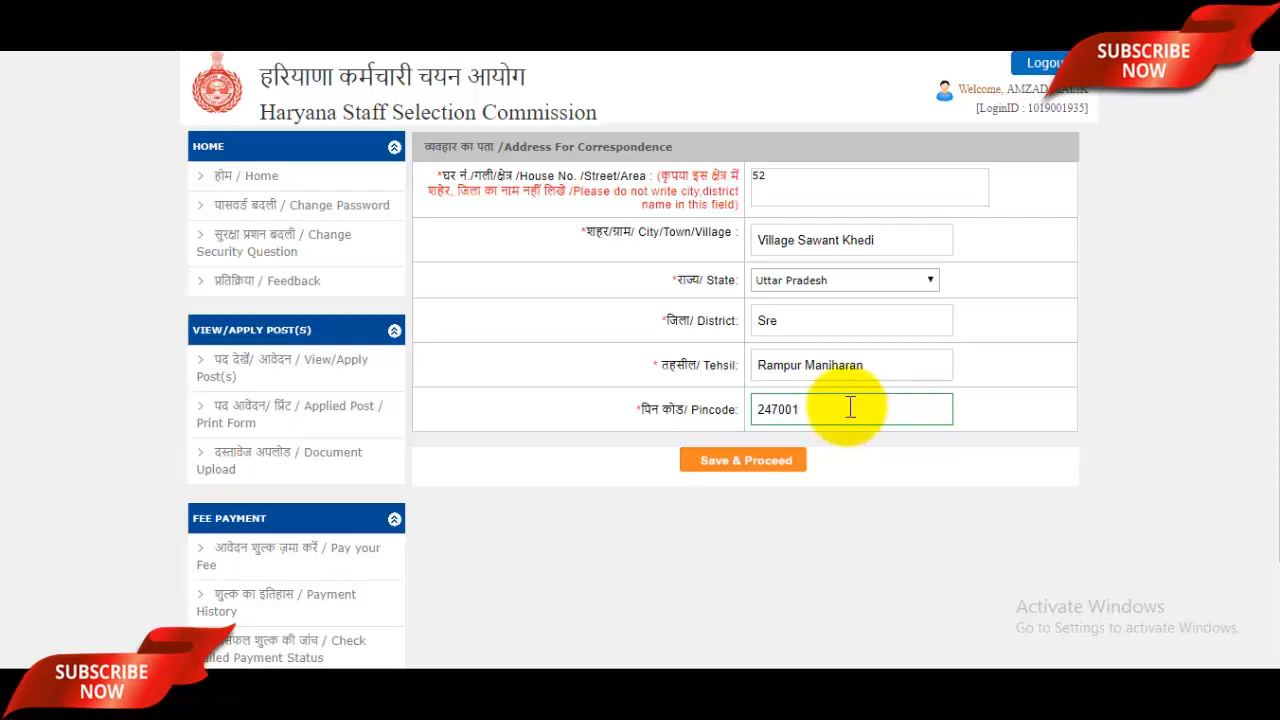 SUBSCRIBE
NOW
हरियाणा कर्मचारी चयन आयोग
Haryana Staff Selection Commission
Welcome,
[LoginID : 1019001935]
HOME
होम / Home
पासवर्ड बदली / Change Password
सुरक्षा प्रशन बदली / Change
Security Question
प्रतिक्रिया / Feedback
VIEW/APPLY POST(S)
पद देखें/ आवेदन / View/Apply
Post(s)
पद आवेदन/ प्रिंट / Applied Post /
Print Form
दस्तावेज अपलोड / Document
Upload
FEE PAYMENT
आवेदन शुल्क ज़मा करें / Pay your
Fee
शुल्क का इतिहास / Payment
History
शुल्क की जांच / Check
Payment Status
व्यवहार का पता /Address For Correspondence
*घर नं./गली/क्षेत्र /House No. /Street/Area : (कृपया इस क्षेत्र में
शहेर, जिला का नाम नहीं लिखे /Please do not write city,district
name in this field)
52
*शहर/ग्राम/ City/Town/Village :
Village Sawant Khedi
*राज्य/ State:
Uttar Pradesh
*जिला/ District:
Sre
* तहसील/ Tehsil:
Rampur Maniharan
*पिन कोड/ Pincode:
247001
Save & Proceed
Activate Windows
Go to Settings to activate Windows.
SUBSCRIBE
NOW